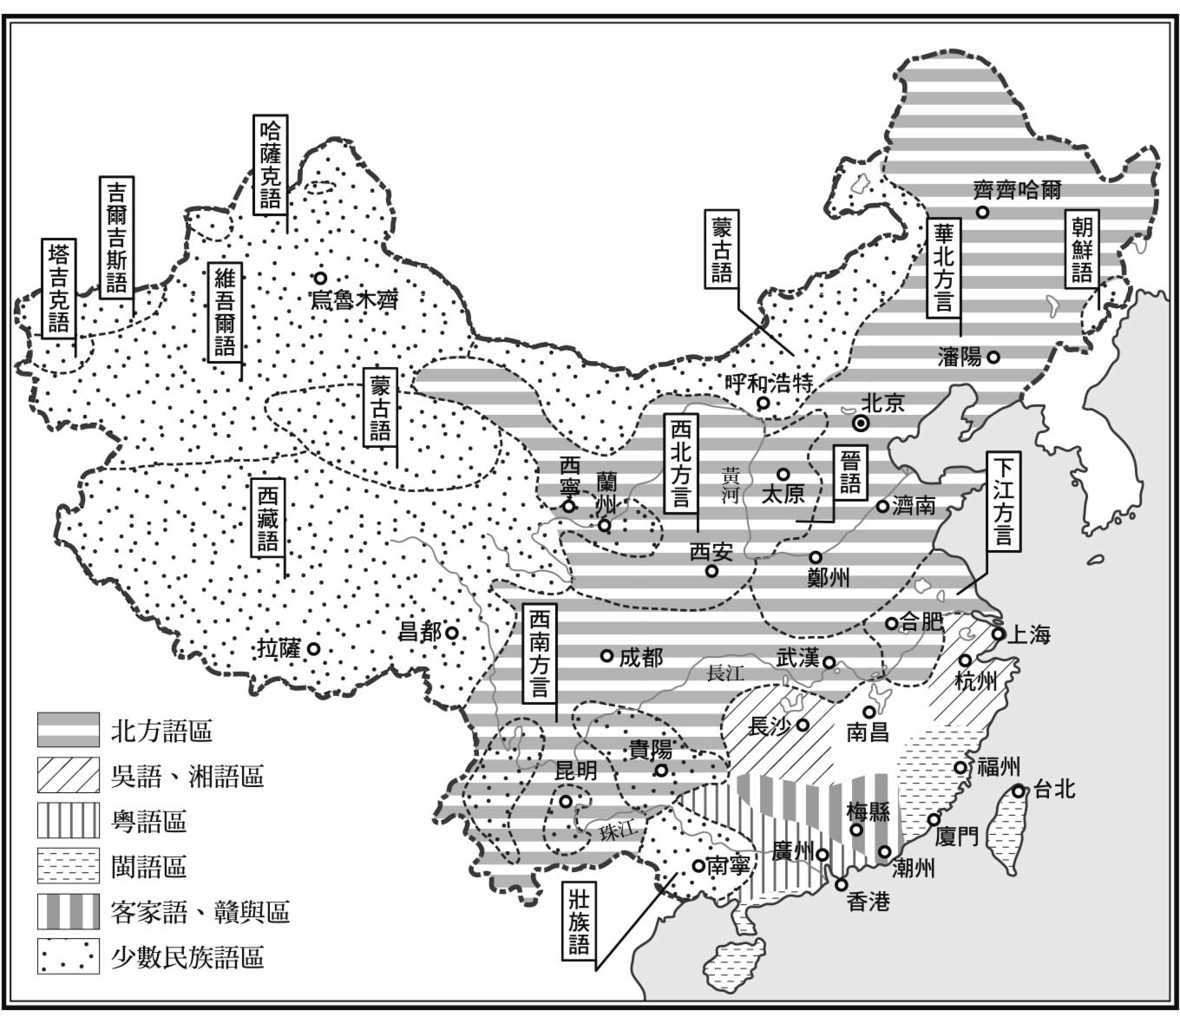 哈薩克語
吉爾吉斯語
塔吉克語
維吾爾語
烏魯木齊
蒙古語
西藏語
拉薩
昌都
蒙古語
呼和浩特
華北方言
齊齊哈爾
朝鮮語
瀋陽
北京
西北方言
西寧
蘭州
黃河
太原
晉語
濟南
下江方言
西安
鄭州
西南方言
成都
武漢
合肥
上海
杭州
長江
長沙
南昌
貴陽
昆明
珠江
福州
台北
梅縣
廈門
廣州
潮州
南寧
香港
壯族語
北方語區
吳語、湘語區
粵語區
閩語區
客家語、贛與區
少數民族語區